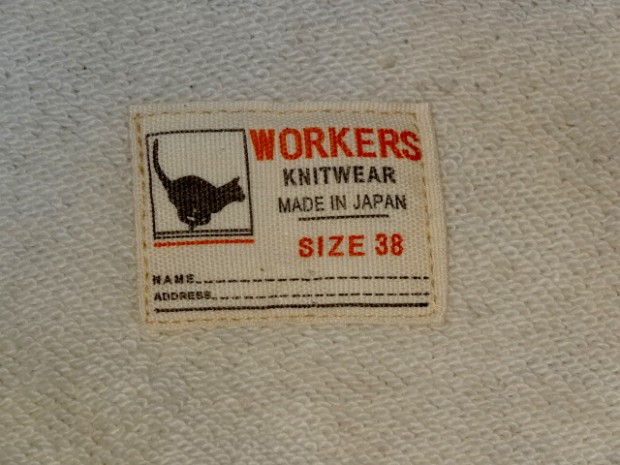 WORKERS
KNITWEAR
MADE IN JAPAN
SIZE 38
NAME
ADDRESS